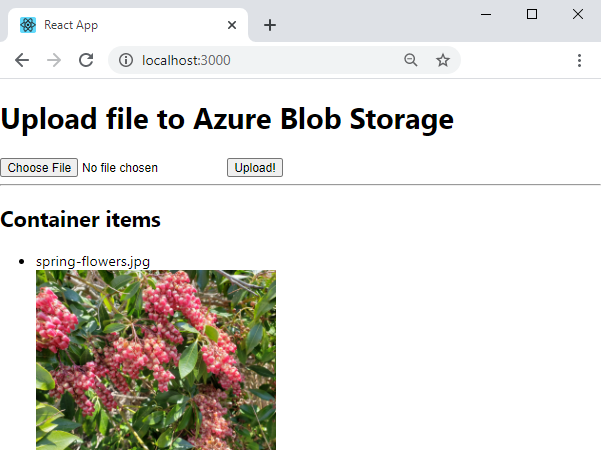 React App
localhost:3000
Upload file to Azure Blob Storage
Choose File No file chosen Upload!
Container items
spring-flowers.jpg